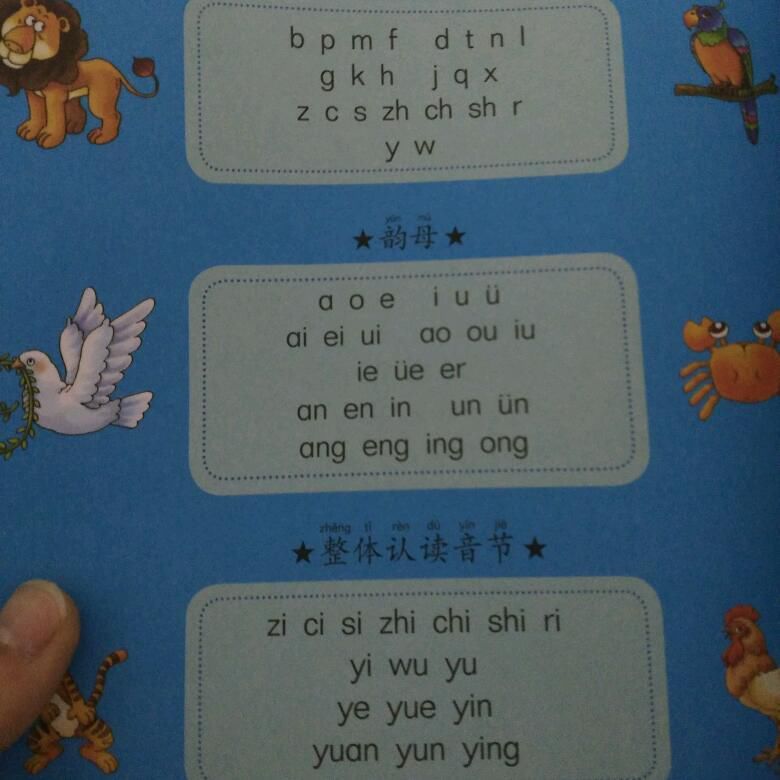 b p m f d t n l
g k h j q x
z c s zh ch sh r
y w
yùn mǔ
★韵母★
a o e i u ü
ai ei ui ao ou iu
ie üe er
an en in un ün
ang eng ing ong
zhěng tǐ rèn dú yīn jié
★整体认读音节★
zi ci si zhi chi shi ri
yi wu yu
ye yue yin
yuan yun ying